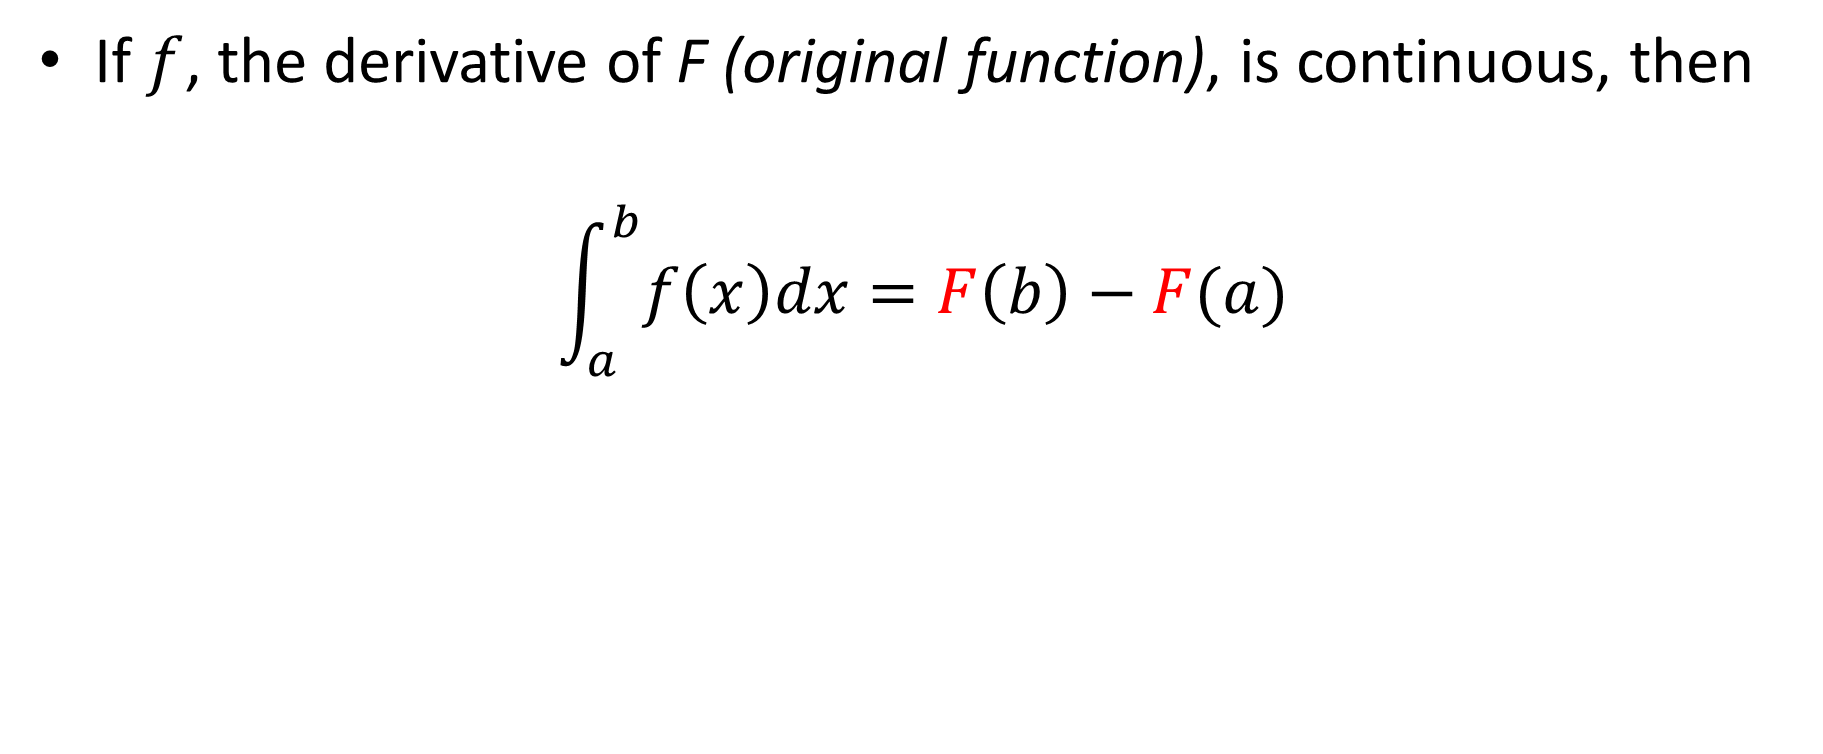 • If f, the derivative of F (original function), is continuous, then
∫_a^b f(x)dx = F(b) − F(a)